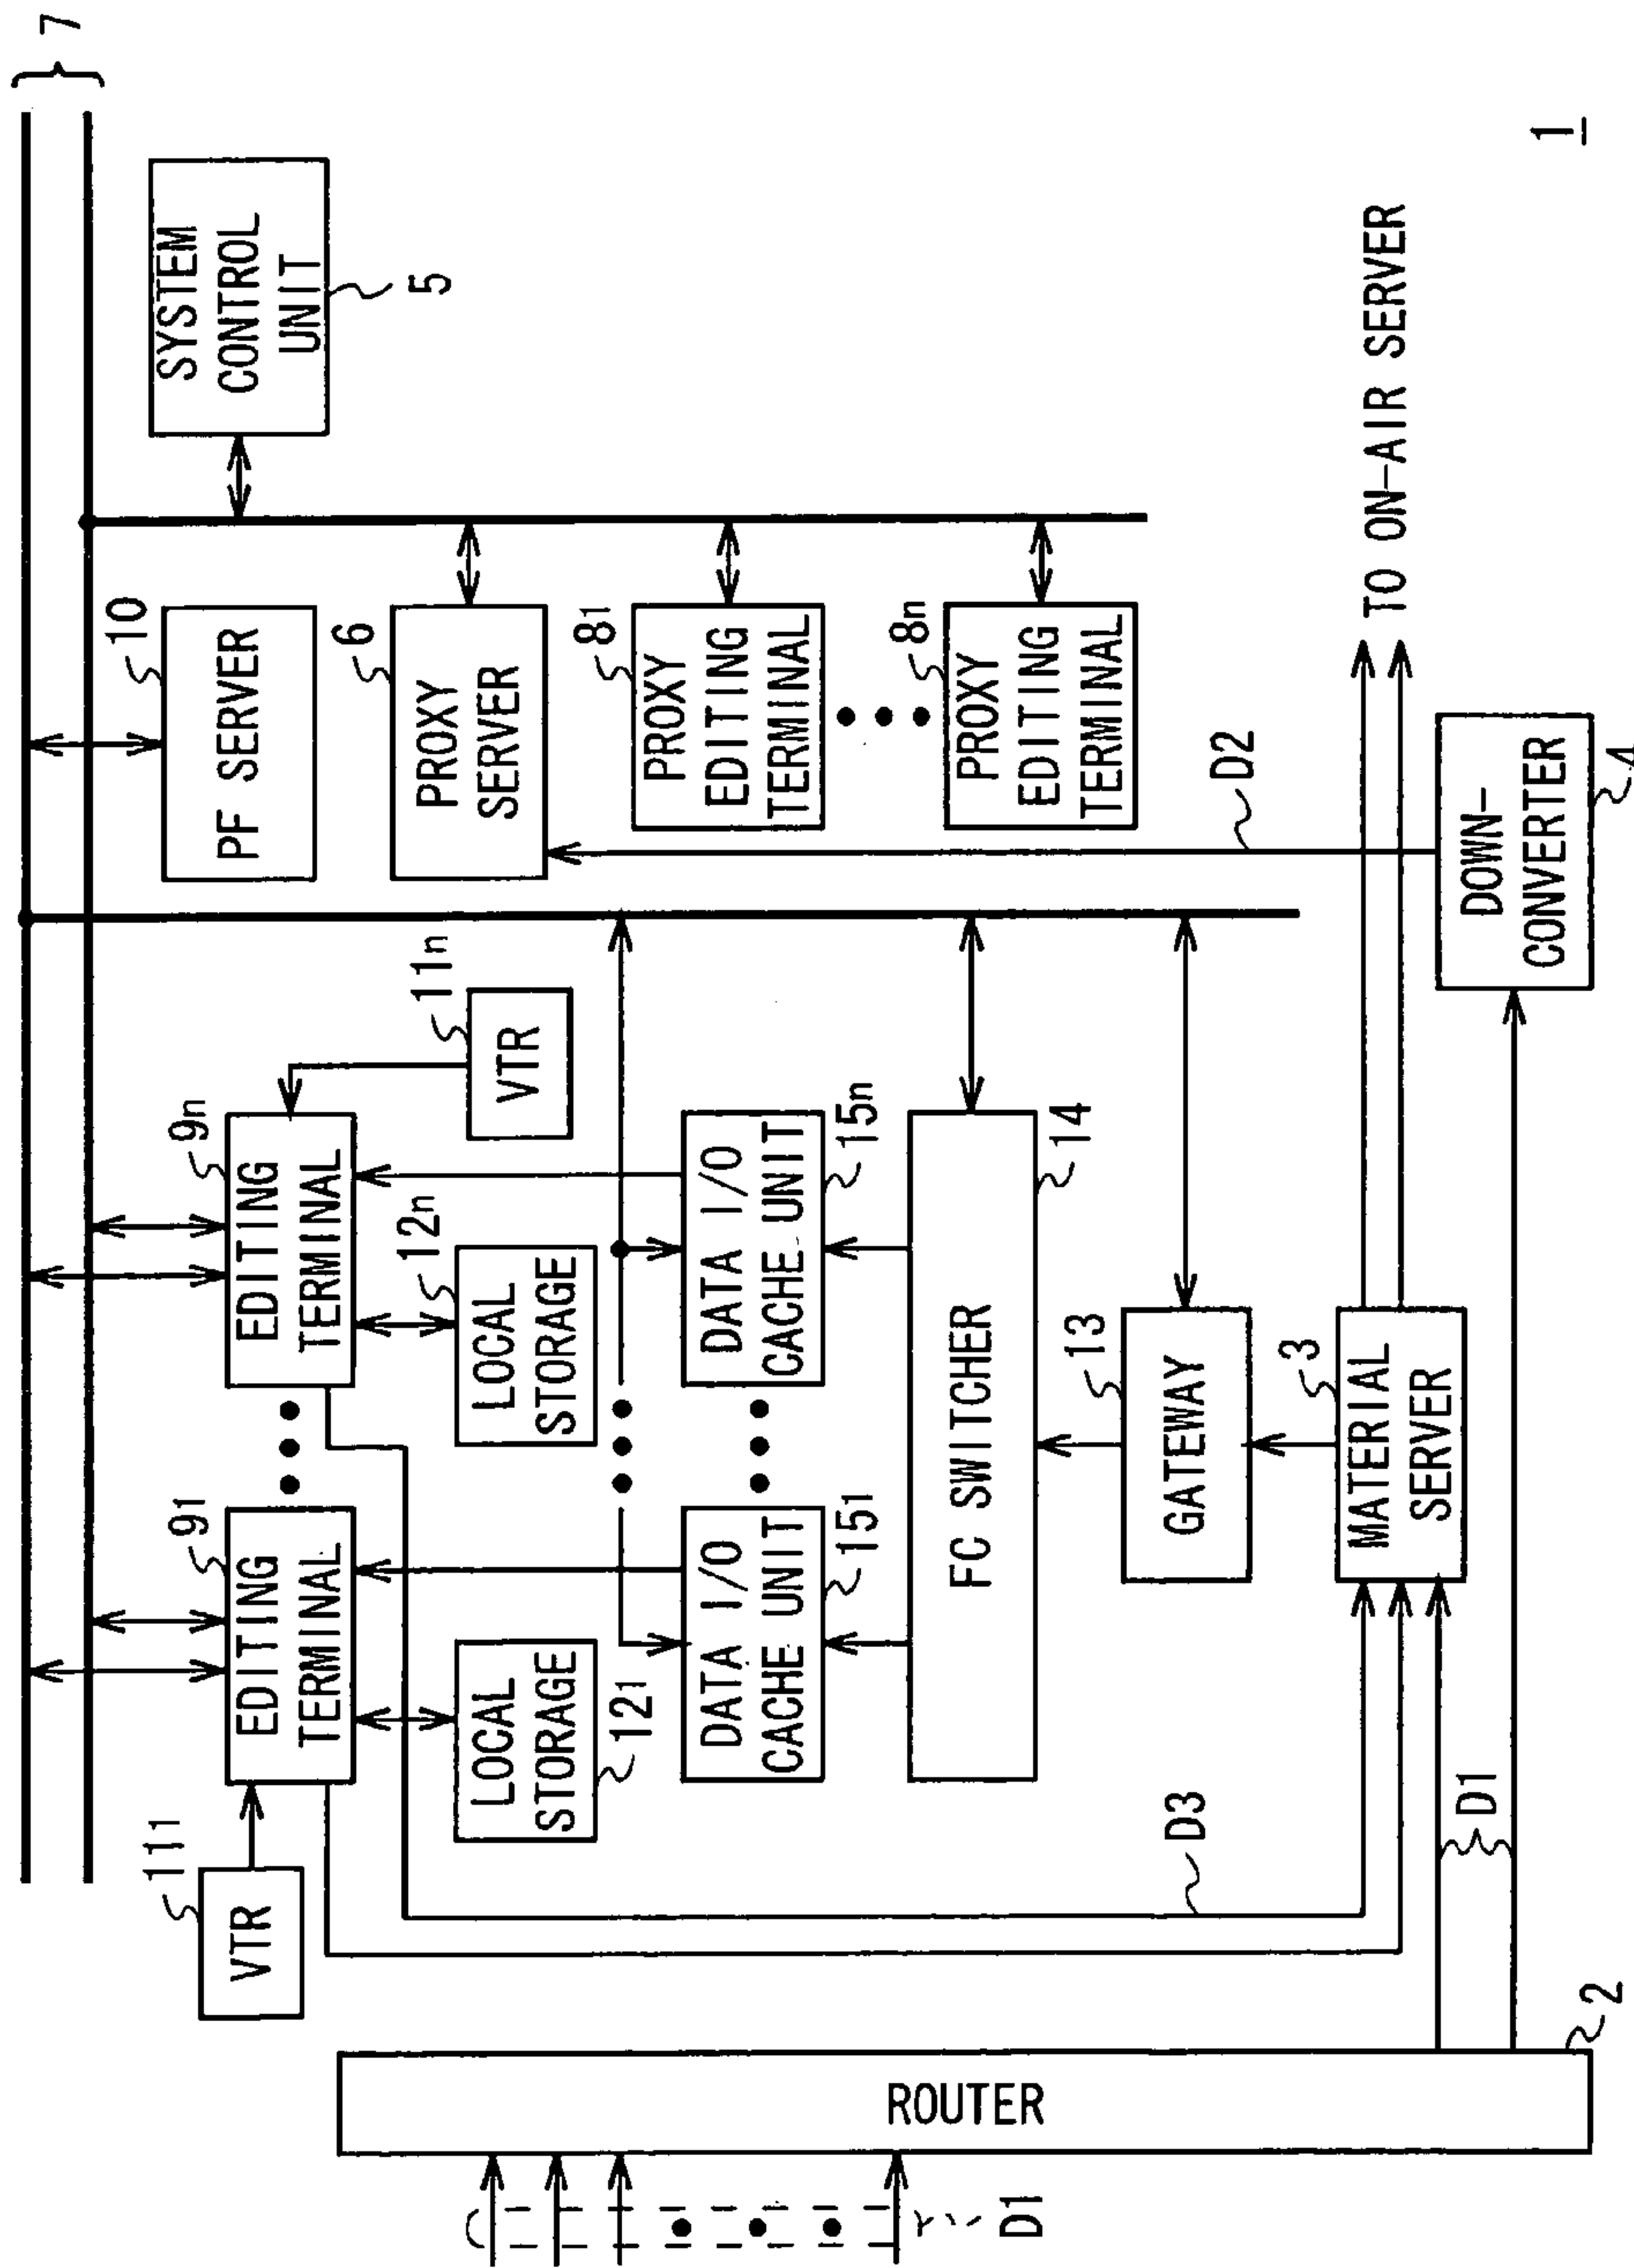 7
10
PF SERVER
SYSTEM
CONTROL
UNIT
5
6
PROXY
SERVER
81
PROXY
EDITING
TERMINAL
8n
PROXY
EDITING
TERMINAL
D2
TO ON-AIR SERVER
1
DOWN-
CONVERTER
4
111
VTR
91
EDITING
TERMINAL
9n
EDITING
TERMINAL
11n
VTR
LOCAL
STORAGE
121
12n
LOCAL
STORAGE
DATA I/O
CACHE UNIT
151
DATA I/O
CACHE UNIT
15n
FC SWITCHER
14
13
GATEWAY
3
MATERIAL
SERVER
D3
D1
ROUTER
2
D1